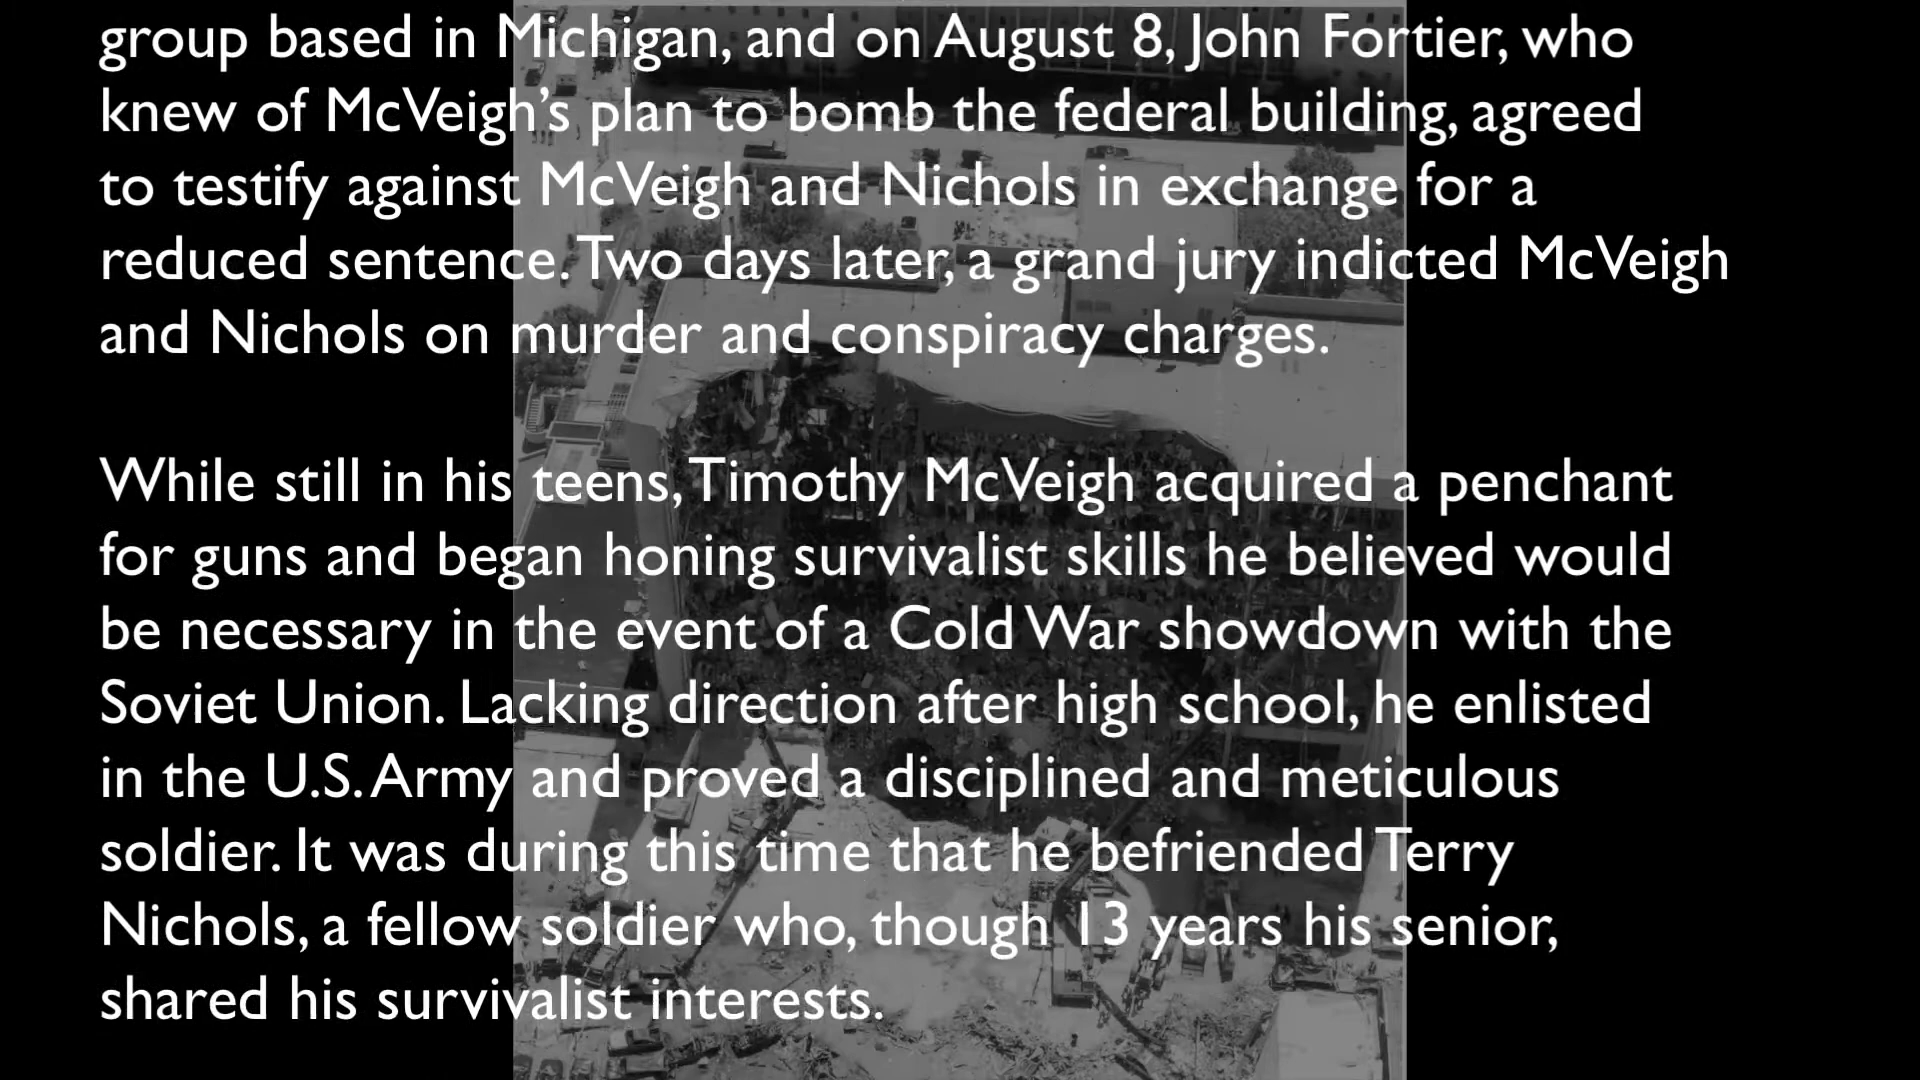 group based in Michigan, and on August 8, John Fortier, who
knew of McVeigh’s plan to bomb the federal building, agreed
to testify against McVeigh and Nichols in exchange for a
reduced sentence. Two days later, a grand jury indicted McVeigh
and Nichols on murder and conspiracy charges.
While still in his teens, Timothy McVeigh acquired a penchant
for guns and began honing survivalist skills he believed would
be necessary in the event of a Cold War showdown with the
Soviet Union. Lacking direction after high school, he enlisted
in the U.S. Army and proved a disciplined and meticulous
soldier. It was during this time that he befriended Terry
Nichols, a fellow soldier who, though 13 years his senior,
shared his survivalist interests.